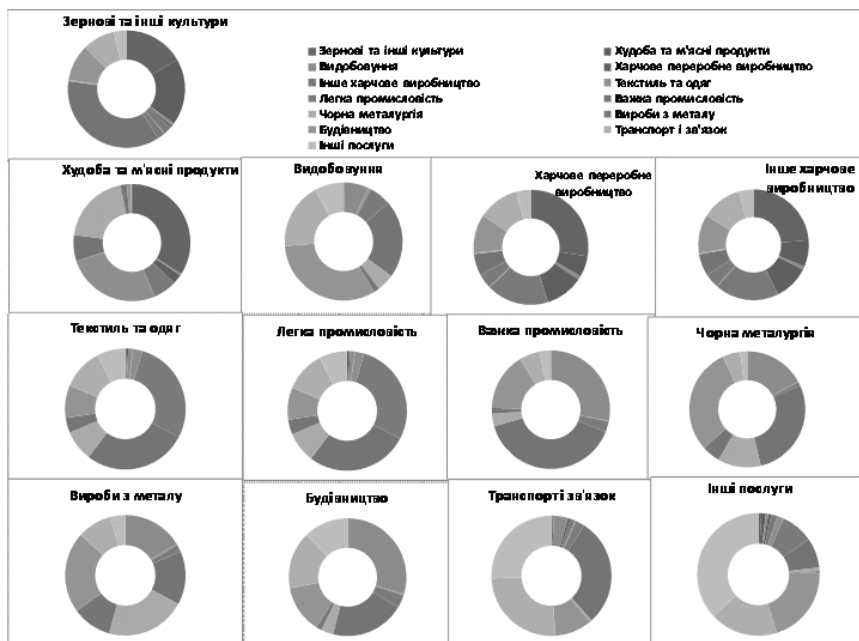 Зернові та інші культури
Зернові та інші культури
Худоба та м'ясні продукти
Видобовування
Харчове переробне виробництво
Інше харчове виробництво
Текстиль та одяг
Легка промисловість
Важка промисловість
Чорна металургія
Вироби з металу
Будівництво
Транспорт і зв'язок
Інші послуги
Худоба та м'ясні продукти
Видобовування
Харчове переробне
виробництво
Інше харчове
виробництво
Текстиль та одяг
Легка промисловість
Важка промисловість
Чорна металургія
Вироби з металу
Будівництво
Транспорт і зв'язок
Інші послуги